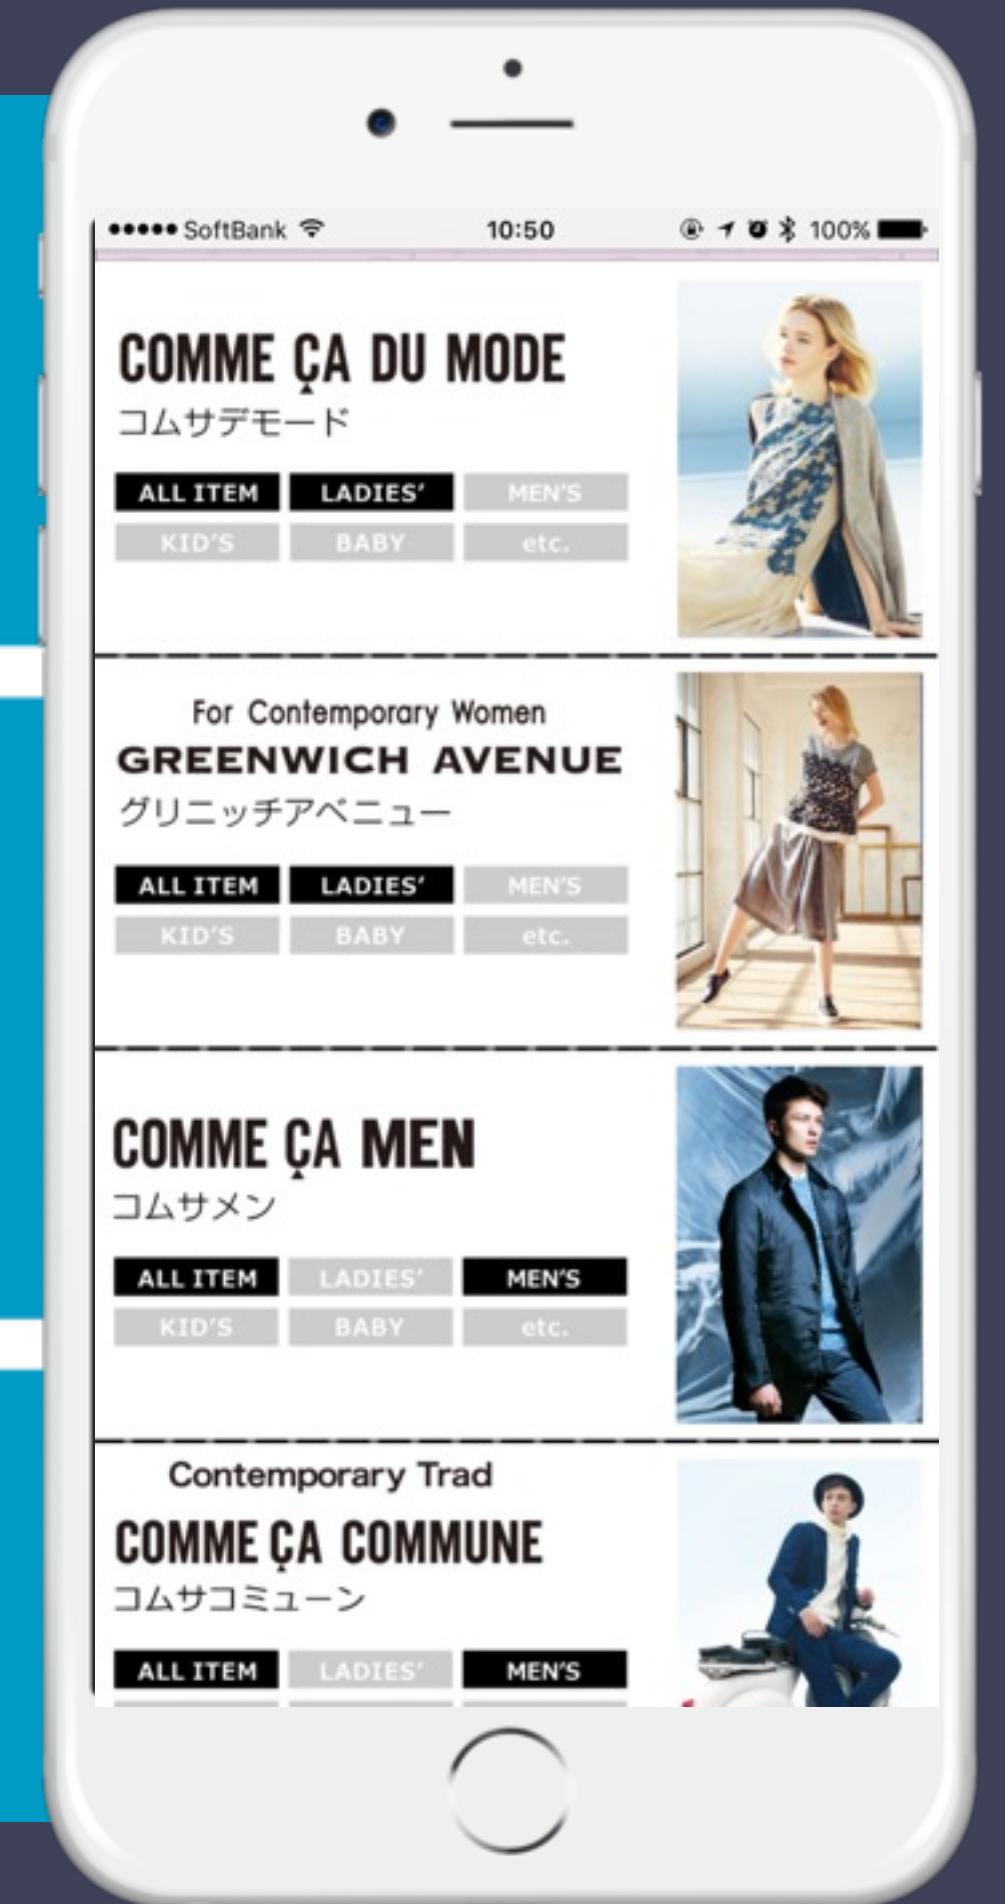 SoftBank 10:50 100%
COMME ÇA DU MODE
コムサデモード
ALL ITEM LADIES' MEN'S
KID'S BABY etc.
For Contemporary Women
GREENWICH AVENUE
グリニッチアベニュー
ALL ITEM LADIES' MEN'S
KID'S BABY etc.
COMME ÇA MEN
コムサメン
ALL ITEM LADIES' MEN'S
KID'S BABY etc.
Contemporary Trad
COMME ÇA COMMUNE
コムサコミューン
ALL ITEM LADIES' MEN'S